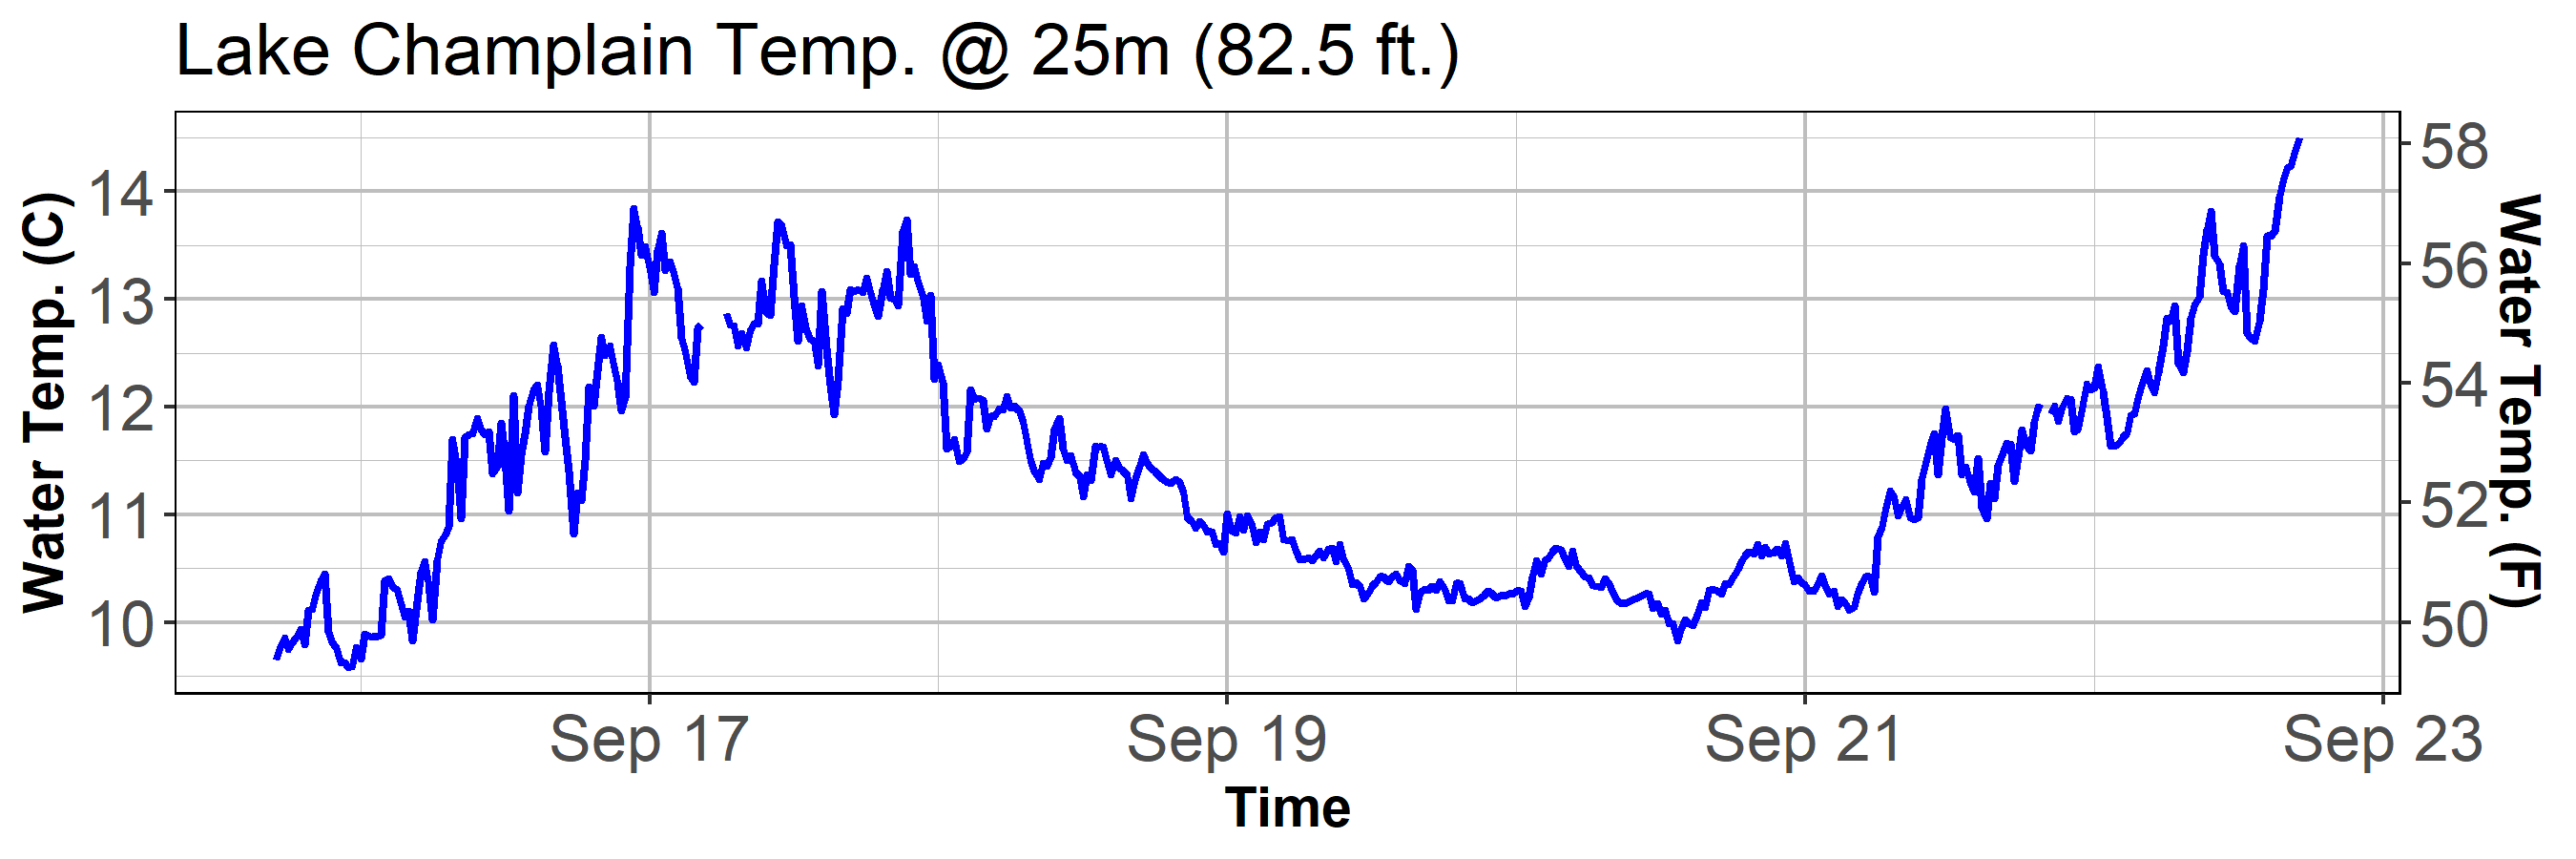 Lake Champlain Temp. @ 25m (82.5 ft.)
Water Temp. (C)
14
13
12
11
10
58
56
54
52
50
Water Temp. (F)
Sep 17
Sep 19
Sep 21
Sep 23
Time